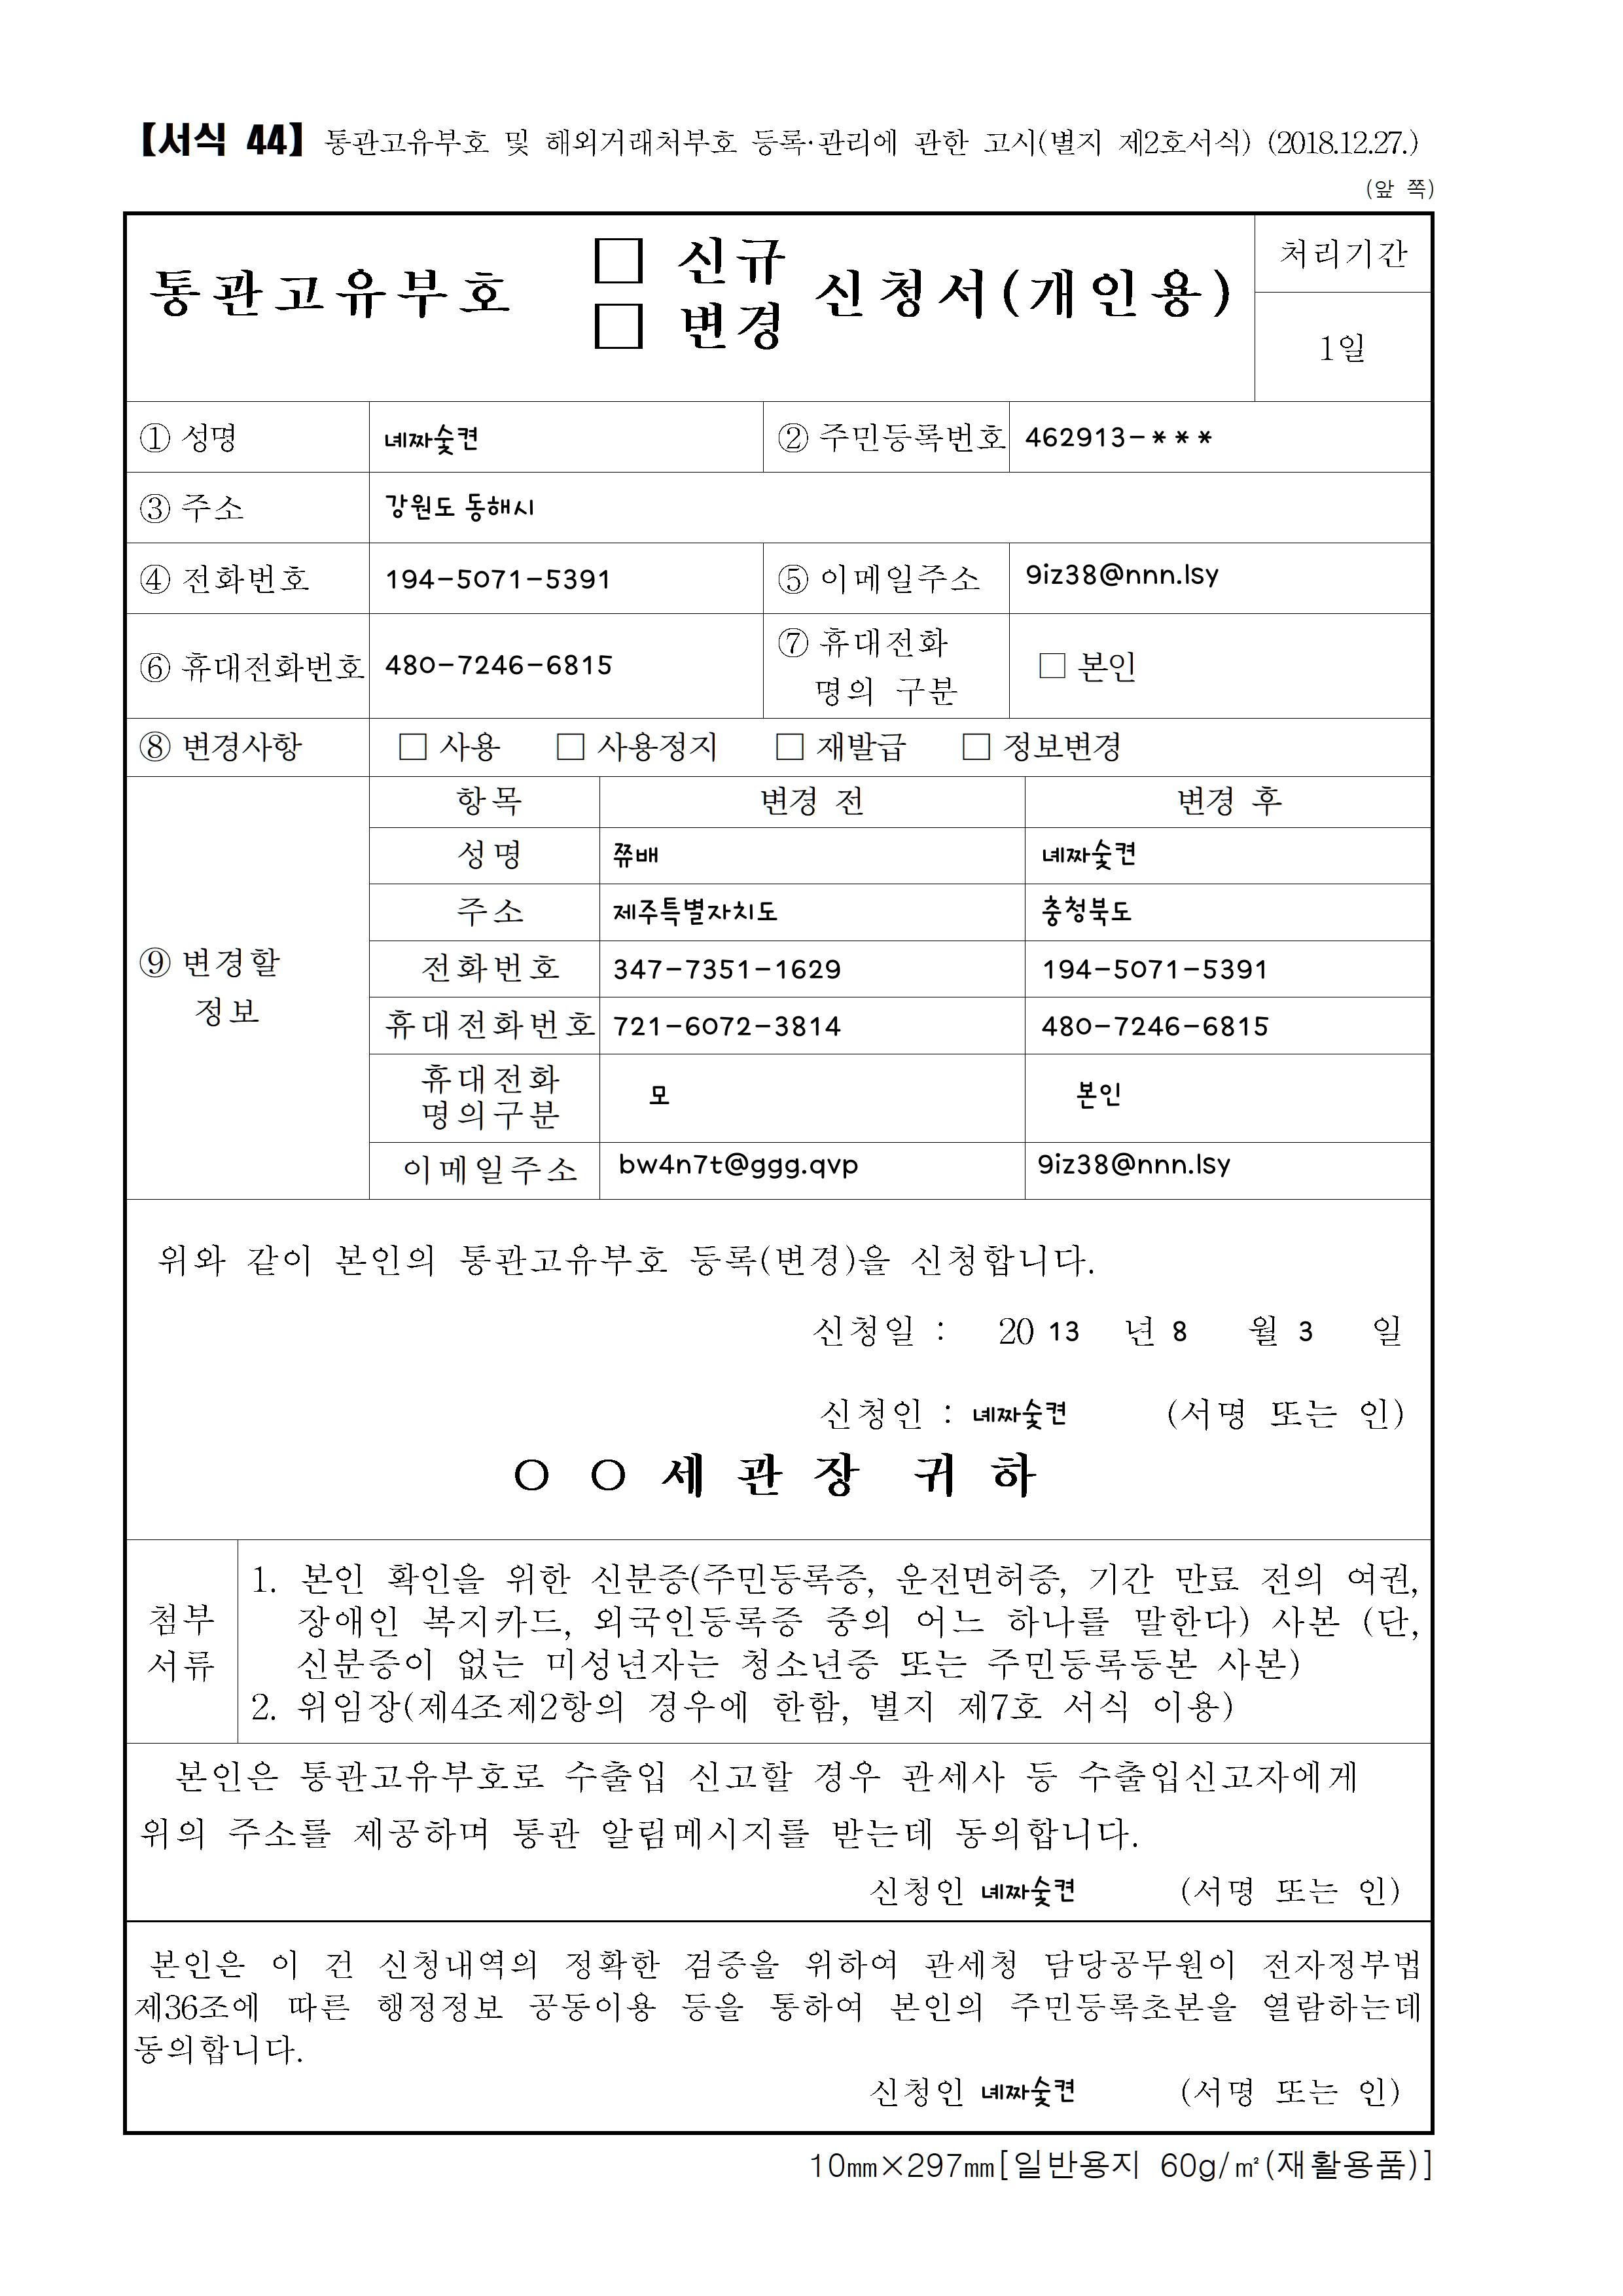 【서식 44】 통관고유부호 및 해외거래처부호 등록·관리에 관한 고시(별지 제2호서식) (2018.12.27.)
(앞 쪽)
통관고유부호 □ 신규 □ 변경 신청서(개인용)
처리기간
1일
① 성명 녜짜숯켠 ② 주민등록번호 462913-***
③ 주소 강원도 동해시
④ 전화번호 194-5071-5391 ⑤ 이메일주소 9iz38@nnn.lsy
⑥ 휴대전화번호 480-7246-6815 ⑦ 휴대전화 명의 구분 □ 본인
⑧ 변경사항 □ 사용 □ 사용정지 □ 재발급 □ 정보변경
⑨ 변경할 정보
항목 변경 전 변경 후
성명 쮸배 녜짜숯켠
주소 제주특별자치도 충청북도
전화번호 347-7351-1629 194-5071-5391
휴대전화번호 721-6072-3814 480-7246-6815
휴대전화 명의구분 모 본인
이메일주소 bw4n7t@ggg.qvp 9iz38@nnn.lsy
위와 같이 본인의 통관고유부호 등록(변경)을 신청합니다.
신청일 : 20 13 년 8 월 3 일
신청인 : 녜짜숯켠 (서명 또는 인)
○ ○ 세 관 장 귀 하
첨부 서류
1. 본인 확인을 위한 신분증(주민등록증, 운전면허증, 기간 만료 전의 여권,
장애인 복지카드, 외국인등록증 중의 어느 하나를 말한다) 사본 (단,
신분증이 없는 미성년자는 청소년증 또는 주민등록등본 사본)
2. 위임장(제4조제2항의 경우에 한함, 별지 제7호 서식 이용)
본인은 통관고유부호로 수출입 신고할 경우 관세사 등 수출입신고자에게
위의 주소를 제공하며 통관 알림메시지를 받는데 동의합니다.
신청인 녜짜숯켠 (서명 또는 인)
본인은 이 건 신청내역의 정확한 검증을 위하여 관세청 담당공무원이 전자정부법
제36조에 따른 행정정보 공동이용 등을 통하여 본인의 주민등록초본을 열람하는데
동의합니다.
신청인 녜짜숯켠 (서명 또는 인)
10㎜×297㎜[일반용지 60g/㎡(재활용품)]